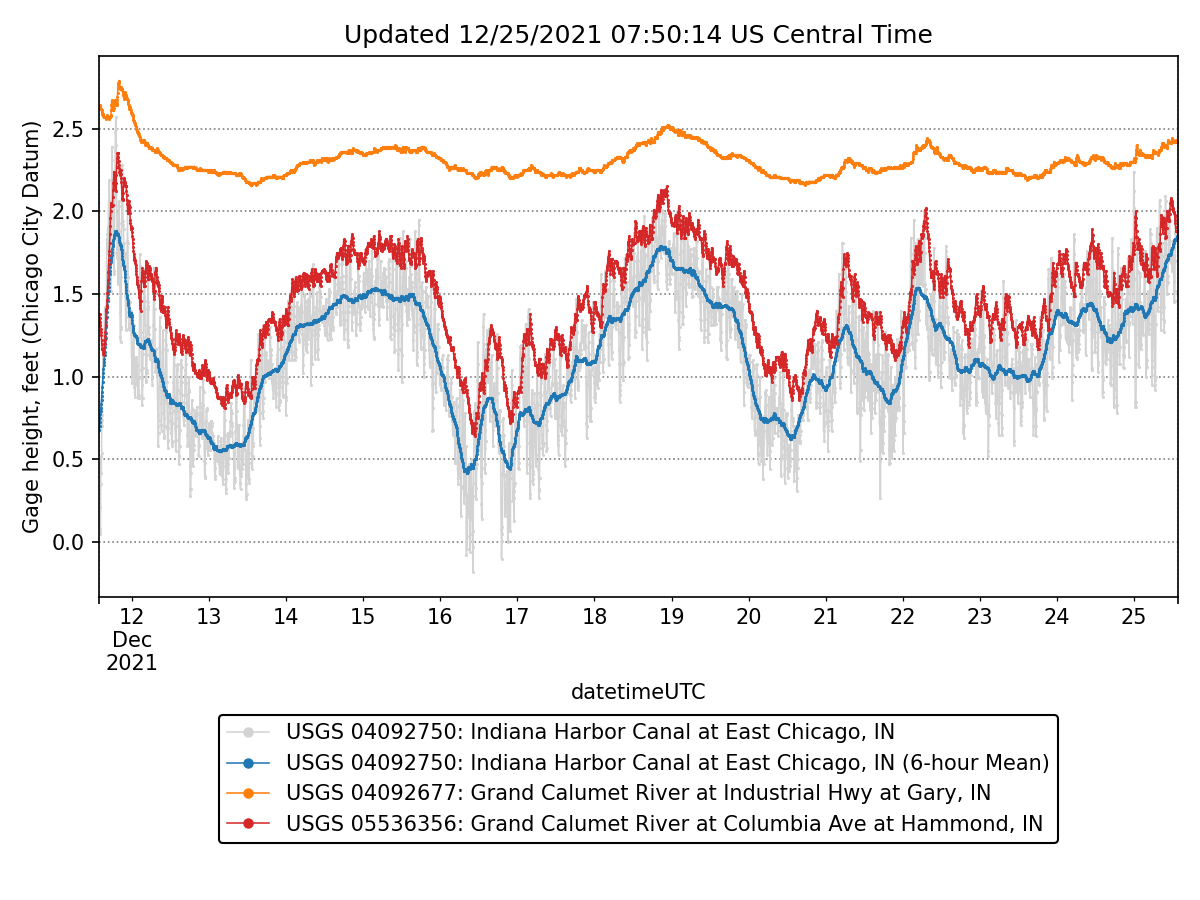 Updated 12/25/2021 07:50:14 US Central Time
Gage height, feet (Chicago City Datum)
2.5
2.0
1.5
1.0
0.5
0.0
12 13 14 15 16 17 18 19 20 21 22 23 24 25
Dec
2021
datetimeUTC
USGS 04092750: Indiana Harbor Canal at East Chicago, IN
USGS 04092750: Indiana Harbor Canal at East Chicago, IN (6-hour Mean)
USGS 04092677: Grand Calumet River at Industrial Hwy at Gary, IN
USGS 05536356: Grand Calumet River at Columbia Ave at Hammond, IN